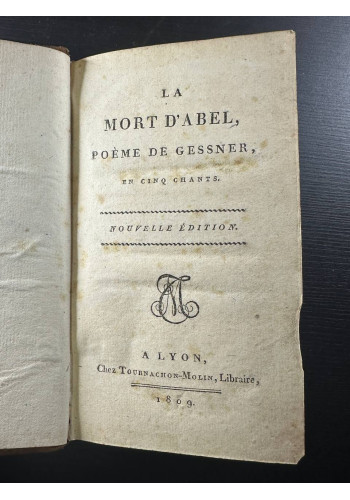 LA
MORT D'ABEL,
POÈME DE GESSNER,
EN CINQ CHANTS.
NOUVELLE ÉDITION.
A LYON,
Chez TOURNACHON-MOLIN, Libraire,
1809.